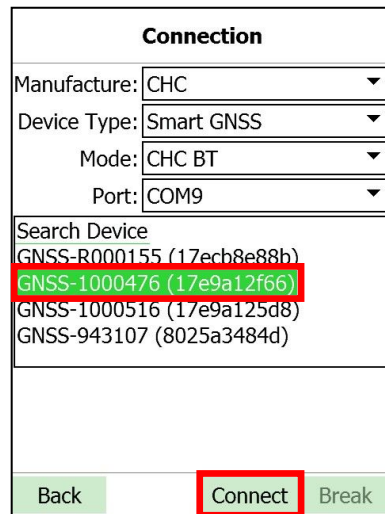 Connection
Manufacture: CHC
Device Type: Smart GNSS
Mode: CHC BT
Port: COM9
Search Device
GNSS-R000155 (17ecb8e88b)
GNSS-1000476 (17e9a12f66)
GNSS-1000516 (17e9a125d8)
GNSS-943107 (8025a3484d)
Back Connect Break